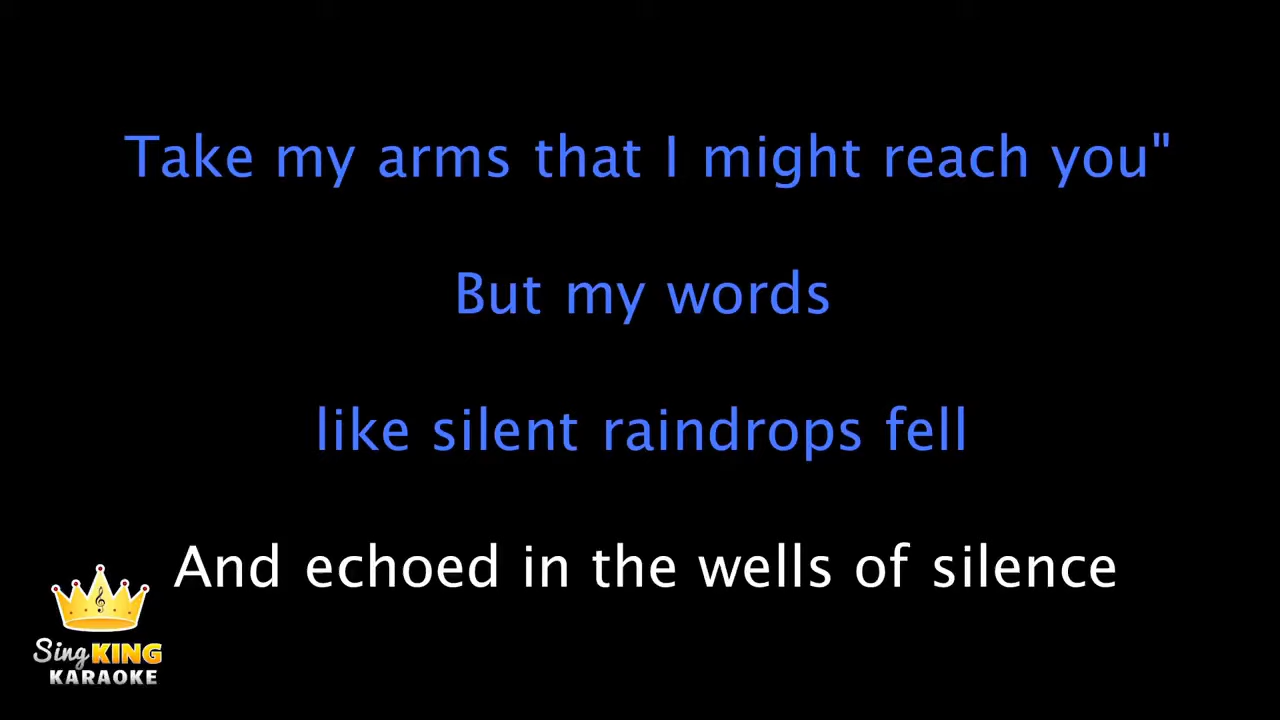 Take my arms that I might reach you"
But my words
like silent raindrops fell
And echoed in the wells of silence
Sing KING
KARAOKE